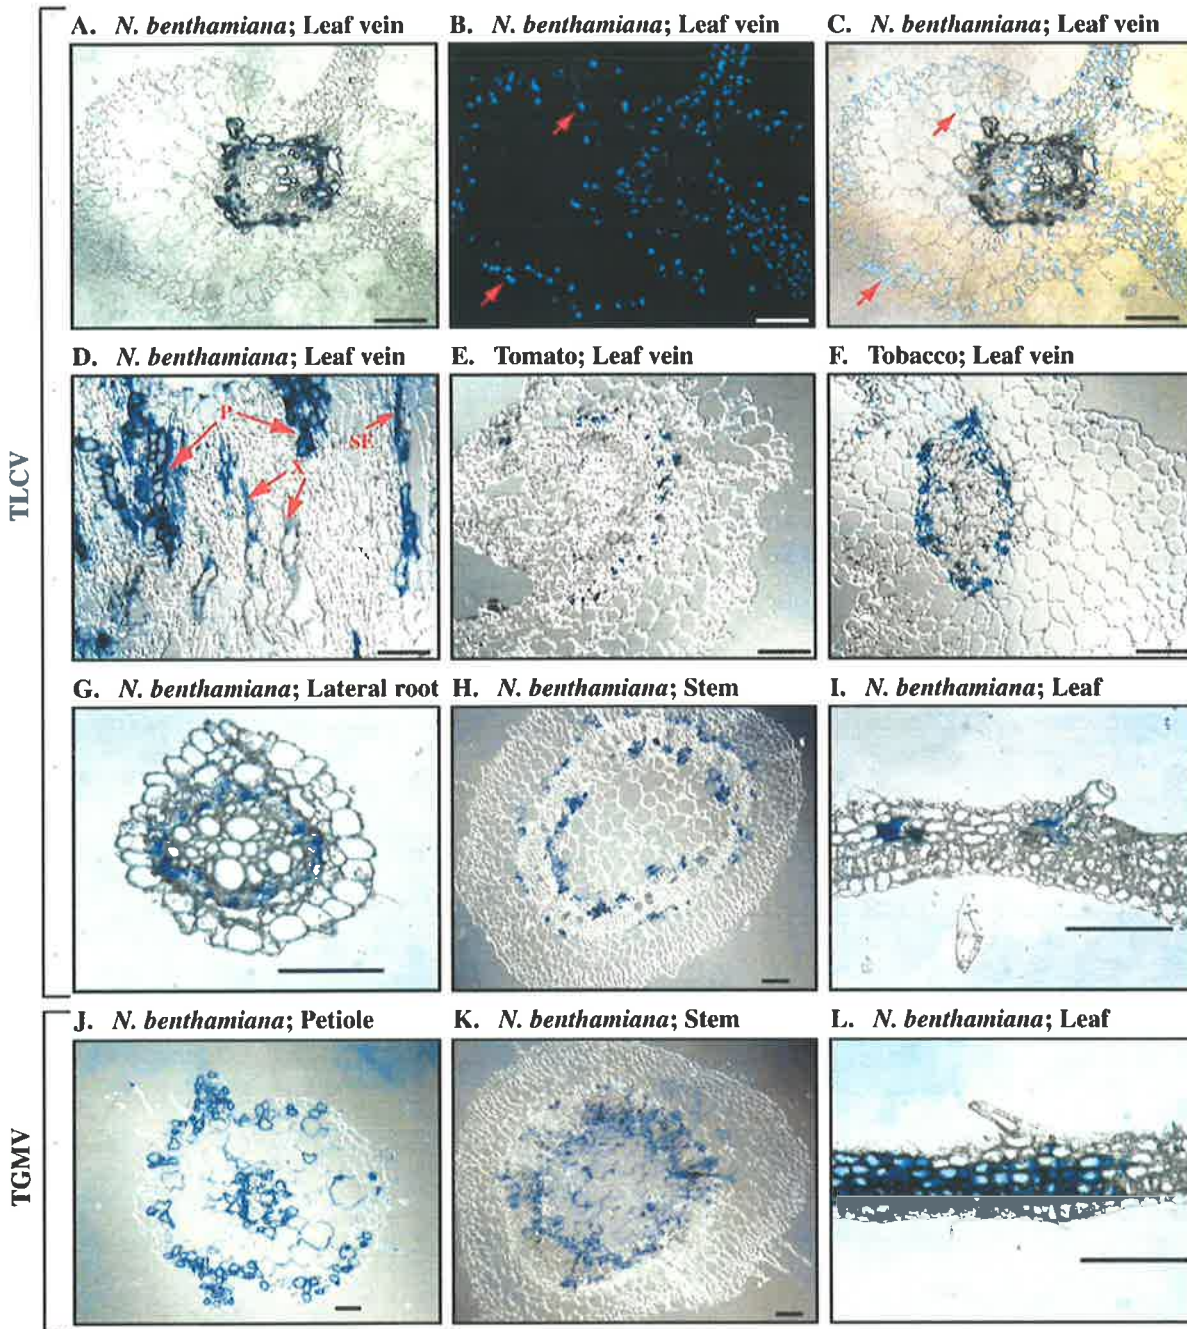 A. N. benthamiana; Leaf vein
B. N. benthamiana; Leaf vein
C. N. benthamiana; Leaf vein
D. N. benthamiana; Leaf vein
E. Tomato; Leaf vein
F. Tobacco; Leaf vein
P
SE
X
TLCV
G. N. benthamiana; Lateral root
H. N. benthamiana; Stem
I. N. benthamiana; Leaf
J. N. benthamiana; Petiole
K. N. benthamiana; Stem
L. N. benthamiana; Leaf
TGMV